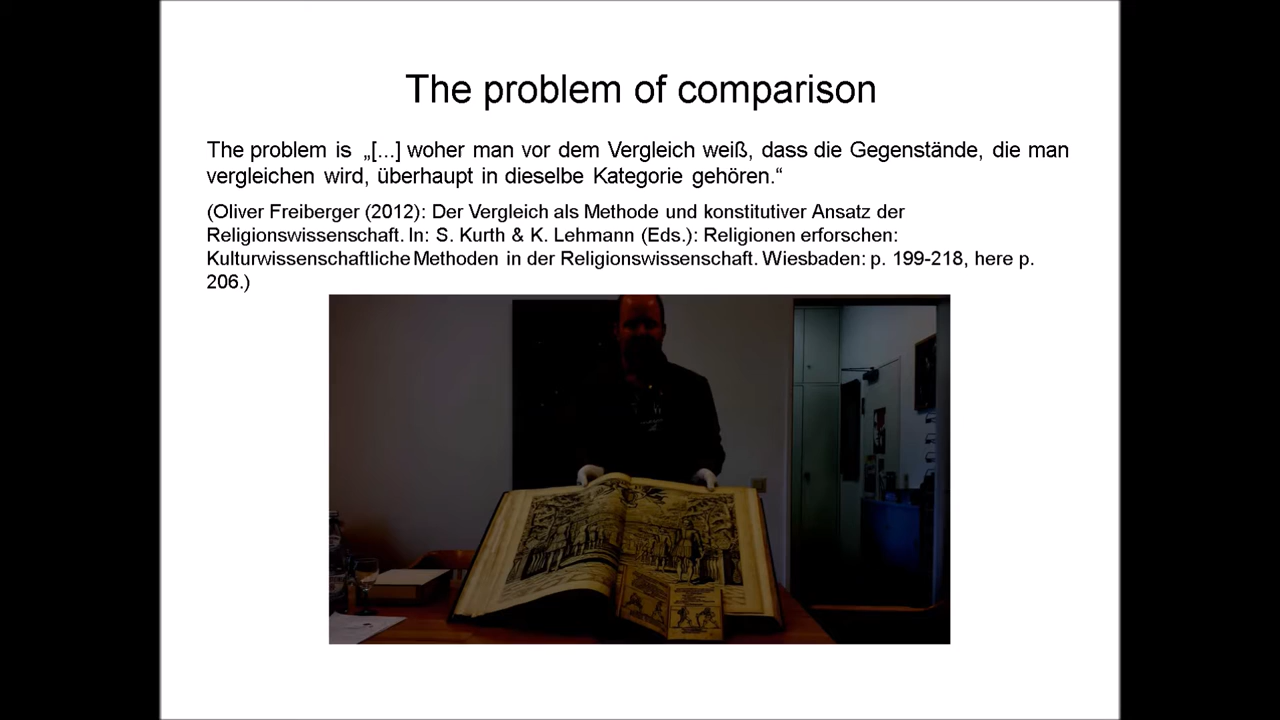 The problem of comparison
The problem is „[...] woher man vor dem Vergleich weiß, dass die Gegenstände, die man
vergleichen wird, überhaupt in dieselbe Kategorie gehören.“
(Oliver Freiberger (2012): Der Vergleich als Methode und konstitutiver Ansatz der
Religionswissenschaft. In: S. Kurth & K. Lehmann (Eds.): Religionen erforschen:
Kulturwissenschaftliche Methoden in der Religionswissenschaft. Wiesbaden: p. 199-218, here p.
206.)